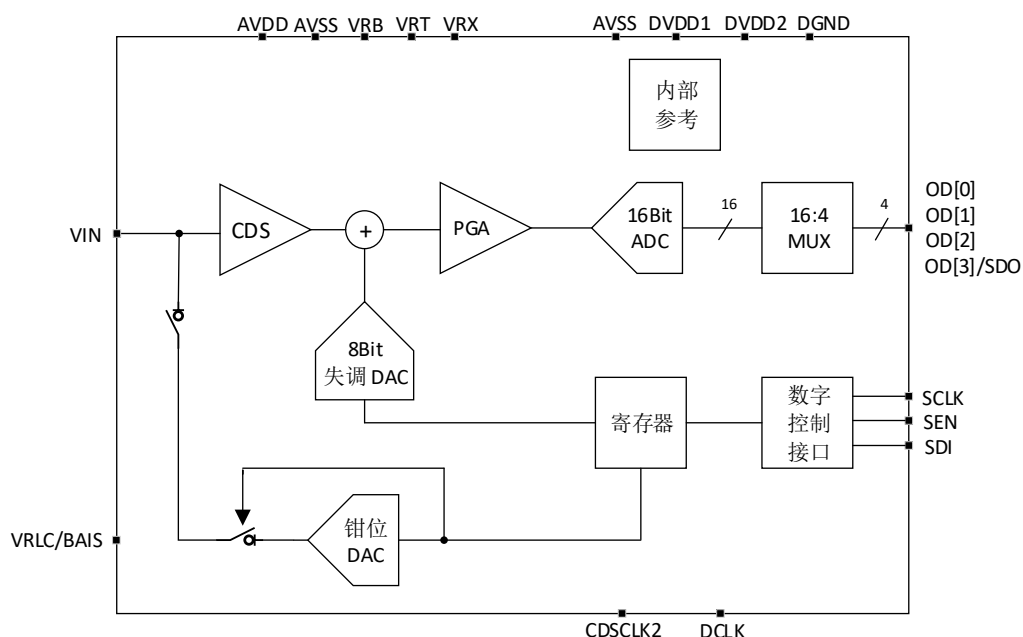 AVDD AVSS VRB VRT VRX AVSS DVDD1 DVDD2 DGND
内部
参考
VIN
CDS
+
PGA
16Bit
ADC
16
16:4
MUX
4
OD[0]
OD[1]
OD[2]
OD[3]/SDO
8Bit
失调 DAC
寄存器
数字
控制
接口
SCLK
SEN
SDI
VRLC/BAIS
钳位
DAC
CDSCLK2 DCLK